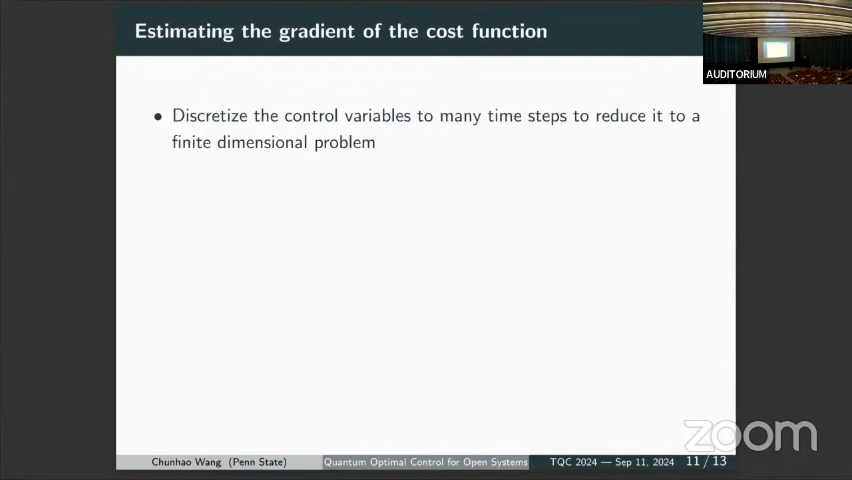 Estimating the gradient of the cost function
AUDITORIUM
• Discretize the control variables to many time steps to reduce it to a
finite dimensional problem
zoom
Chunhao Wang (Penn State) Quantum Optimal Control for Open Systems TQC 2024 — Sep 11, 2024 11 / 13